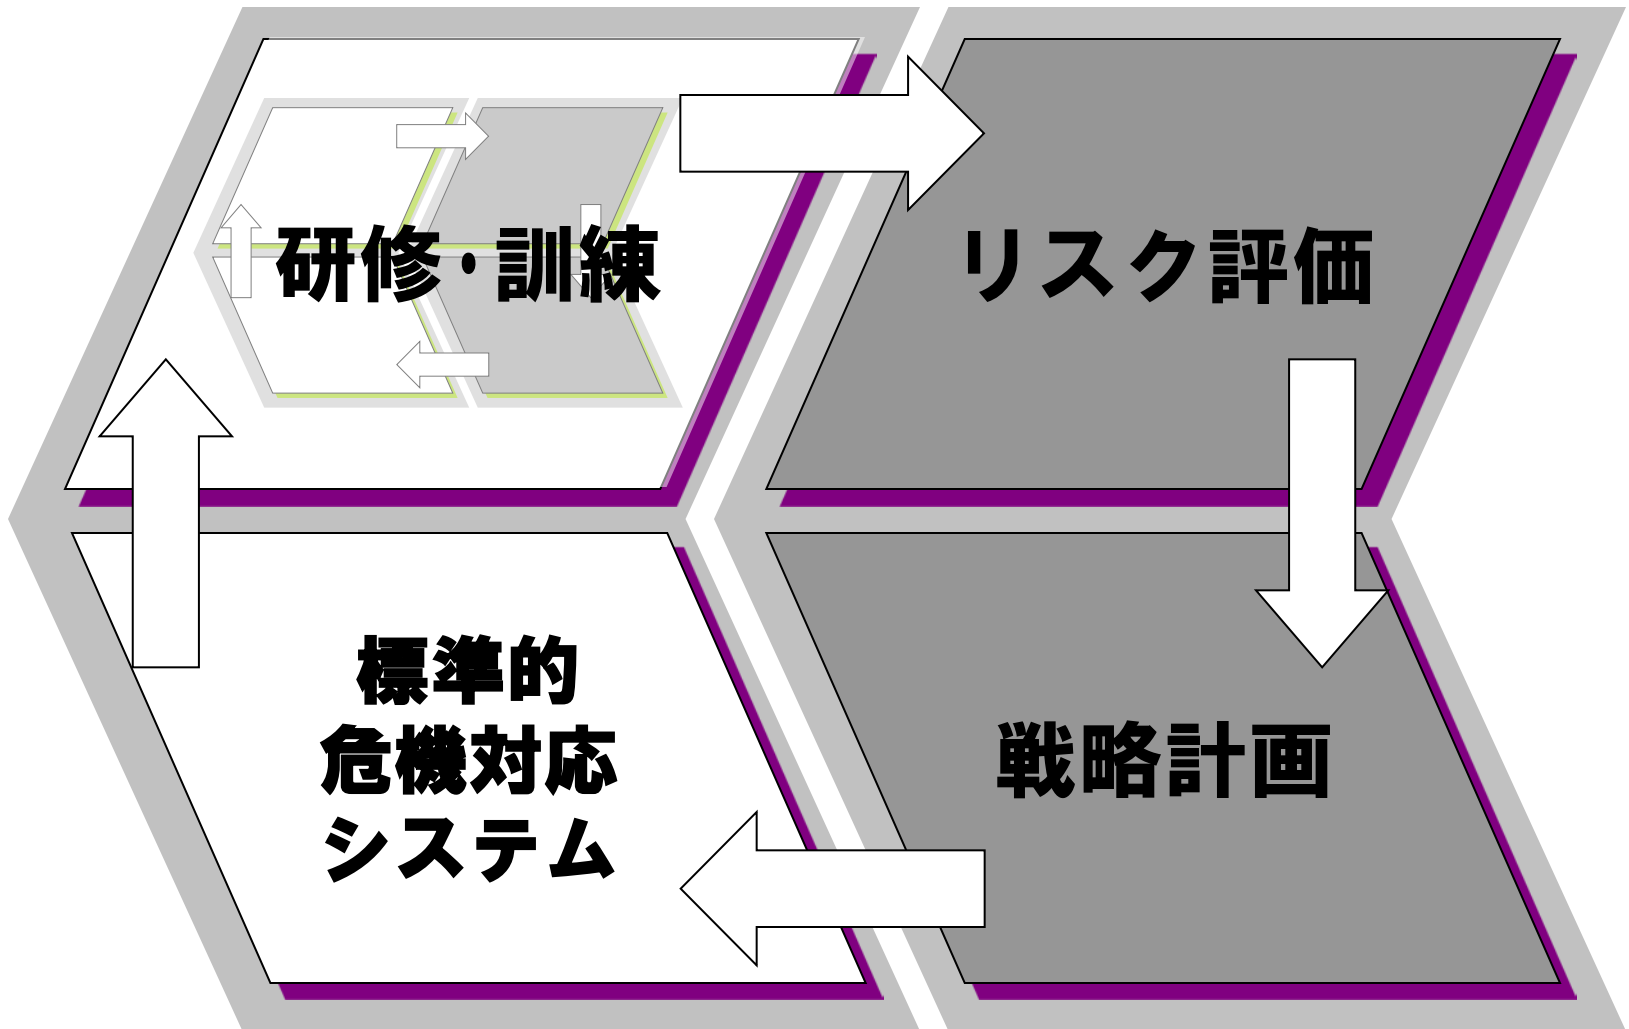 研修・訓練
リスク評価
標準的
危機対応
システム
戦略計画